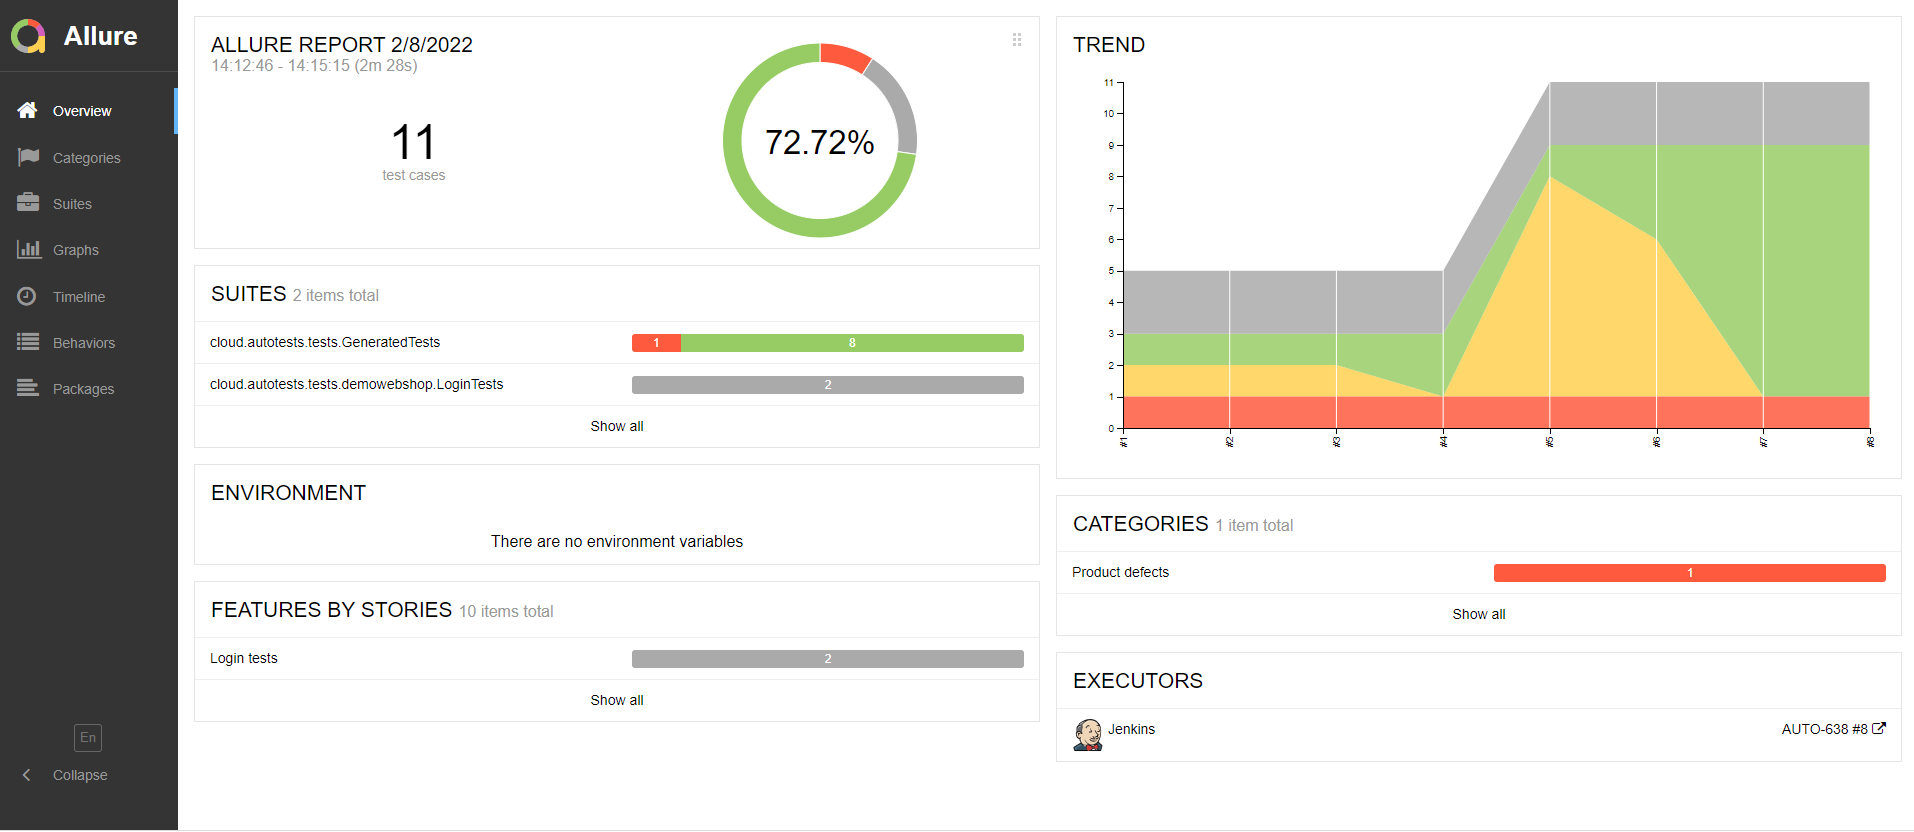 Allure
Overview
Categories
Suites
Graphs
Timeline
Behaviors
Packages
En
Collapse
ALLURE REPORT 2/8/2022
14:12:46 - 14:15:15 (2m 28s)
11
test cases
72.72%
SUITES 2 items total
cloud.autotests.tests.GeneratedTests 1 8
cloud.autotests.tests.demowebshop.LoginTests 2
Show all
ENVIRONMENT
There are no environment variables
FEATURES BY STORIES 10 items total
Login tests 2
Show all
TREND
11
10
9
8
7
6
5
4
3
2
1
0
#1 #2 #3 #4 #5 #6 #7 #8
CATEGORIES 1 item total
Product defects 1
Show all
EXECUTORS
Jenkins AUTO-638 #8